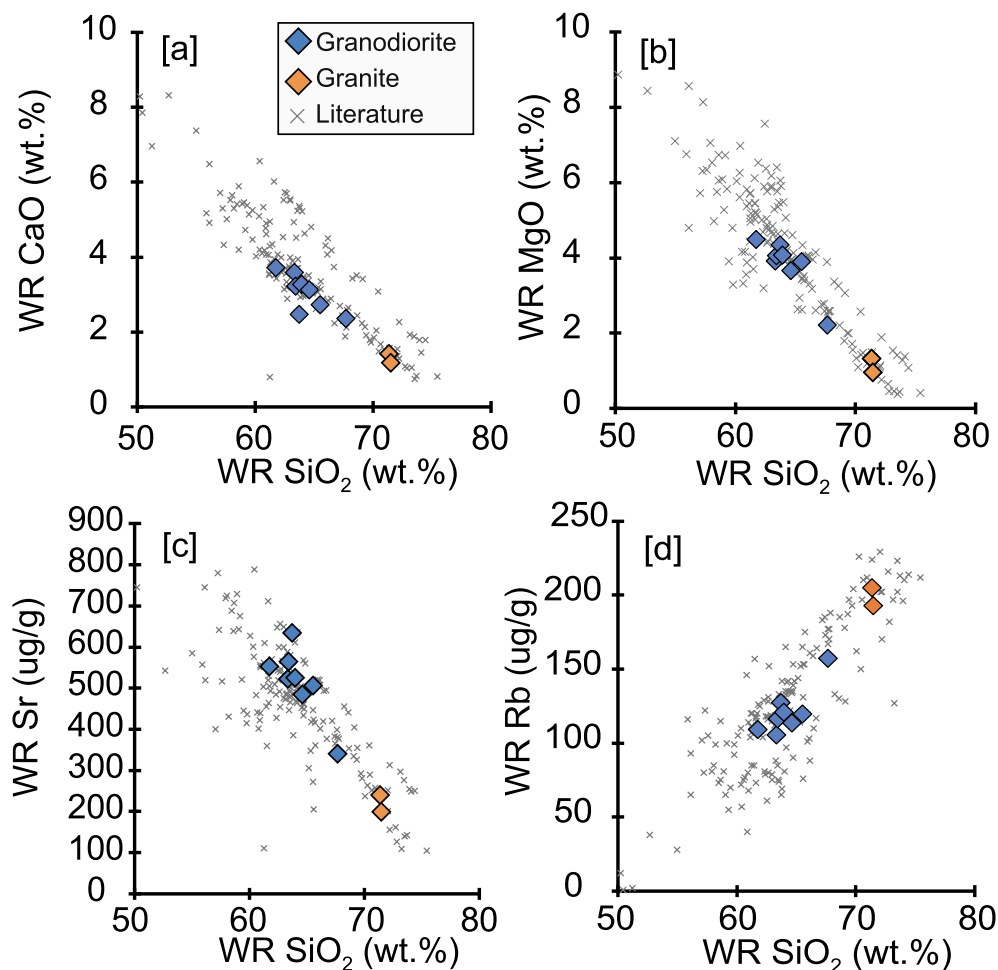 [a]
10
8
6
4
2
0
WR CaO (wt.%)
50
60
70
80
WR SiO₂ (wt.%)
Granodiorite
Granite
Literature
[b]
10
8
6
4
2
0
WR MgO (wt.%)
50
60
70
80
WR SiO₂ (wt.%)
[c]
900
800
700
600
500
400
300
200
100
0
WR Sr (ug/g)
50
60
70
80
WR SiO₂ (wt.%)
[d]
250
200
150
100
50
0
WR Rb (ug/g)
50
60
70
80
WR SiO₂ (wt.%)